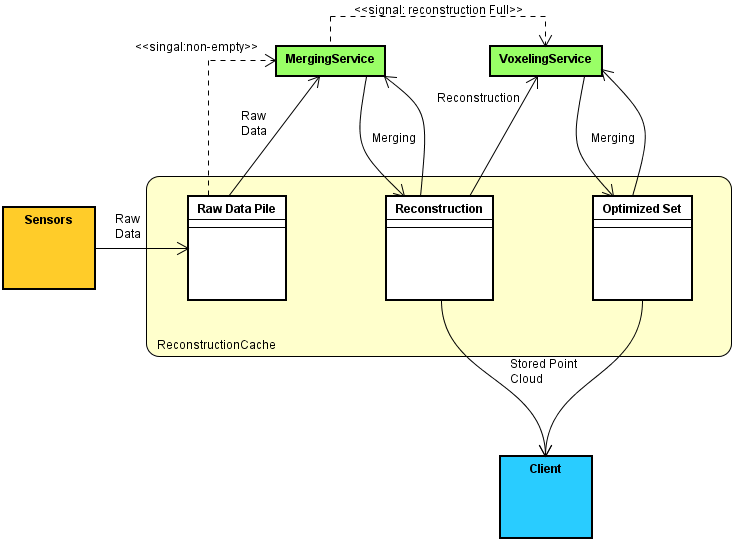 <<signal: reconstruction Full>>
<<singal:non-empty>>
MergingService
VoxelingService
Raw
Data
Merging
Reconstruction
Merging
Sensors
Raw
Data
Raw Data Pile
Reconstruction
Optimized Set
ReconstructionCache
Stored Point
Cloud
Client